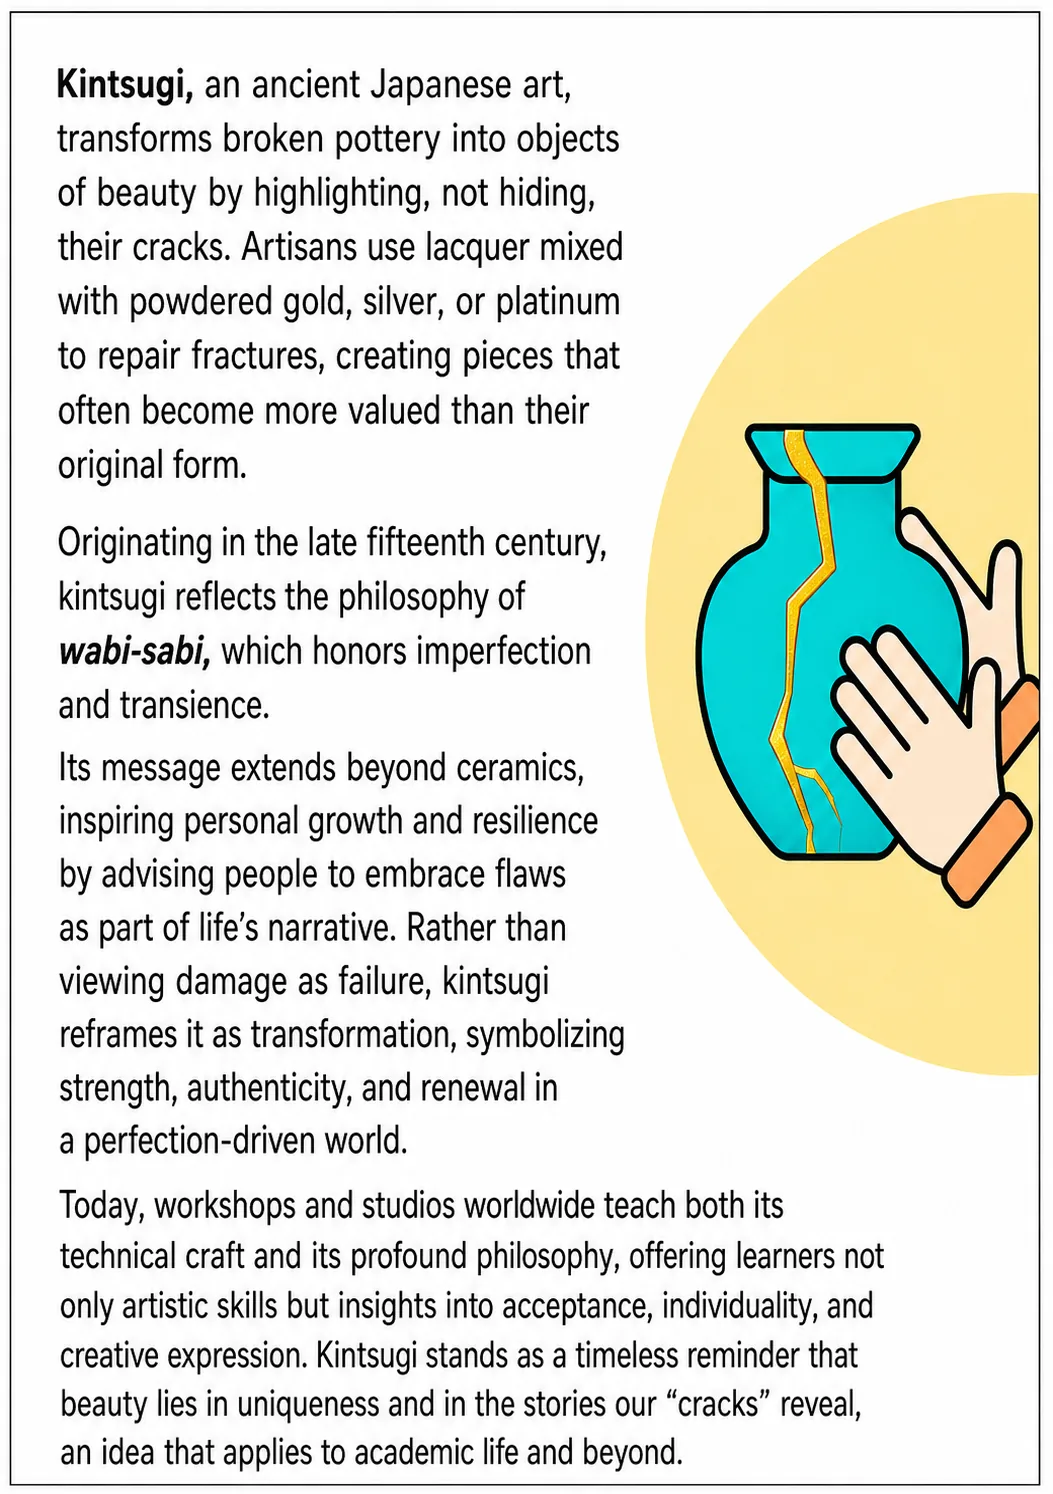 Kintsugi, an ancient Japanese art,
transforms broken pottery into objects
of beauty by highlighting, not hiding,
their cracks. Artisans use lacquer mixed
with powdered gold, silver, or platinum
to repair fractures, creating pieces that
often become more valued than their
original form.
Originating in the late fifteenth century,
kintsugi reflects the philosophy of
wabi-sabi, which honors imperfection
and transience.
Its message extends beyond ceramics,
inspiring personal growth and resilience
by advising people to embrace flaws
as part of life’s narrative. Rather than
viewing damage as failure, kintsugi
reframes it as transformation, symbolizing
strength, authenticity, and renewal in
a perfection-driven world.
Today, workshops and studios worldwide teach both its
technical craft and its profound philosophy, offering learners not
only artistic skills but insights into acceptance, individuality, and
creative expression. Kintsugi stands as a timeless reminder that
beauty lies in uniqueness and in the stories our “cracks” reveal,
an idea that applies to academic life and beyond.